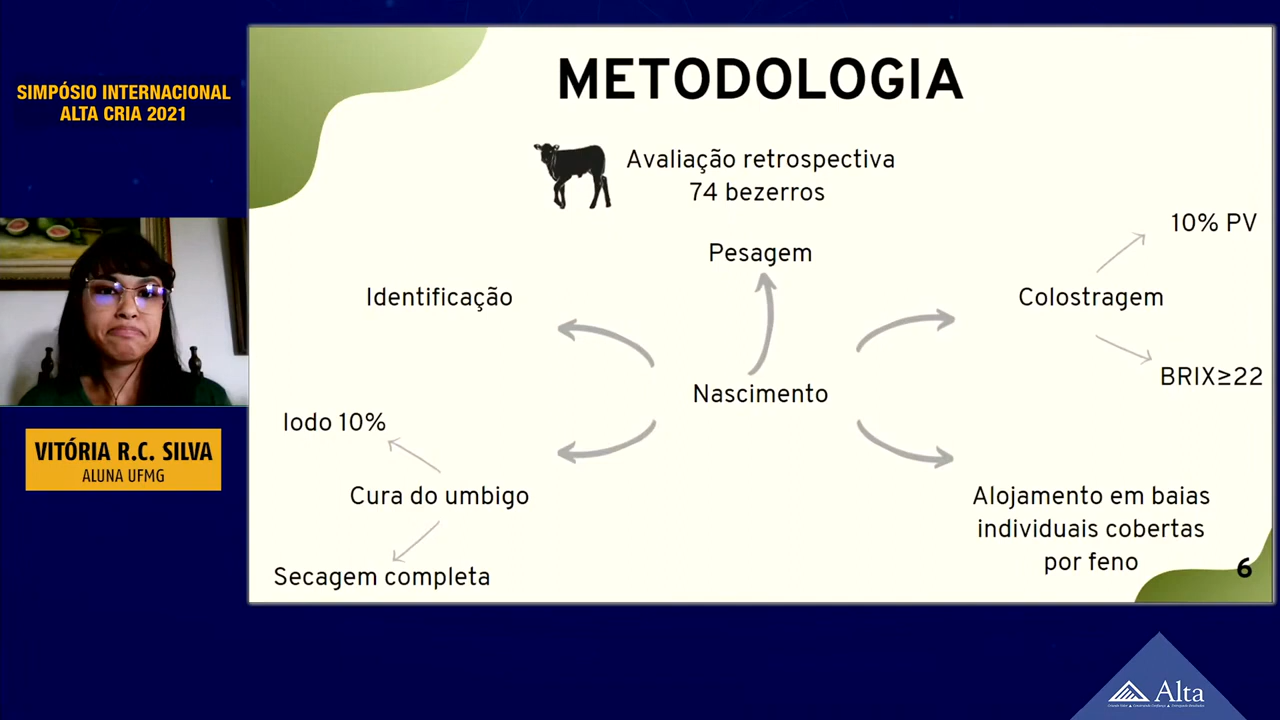 SIMPÓSIO INTERNACIONAL
ALTA CRIA 2021
VITÓRIA R.C. SILVA
ALUNA UFMG
METODOLOGIA
Avaliação retrospectiva
74 bezerros
Pesagem
Identificação
10% PV
Colostragem
BRIX≥22
Nascimento
Iodo 10%
Cura do umbigo
Secagem completa
Alojamento em baias
individuais cobertas
por feno
6
Alta